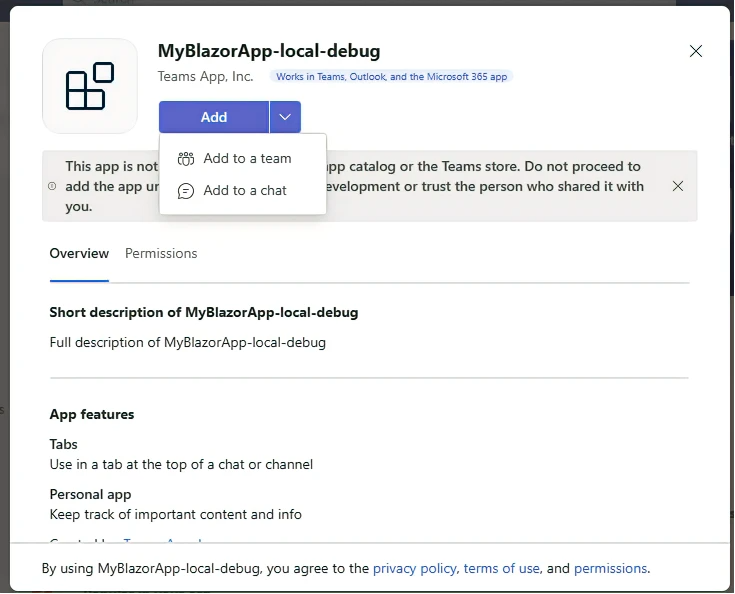 MyBlazorApp-local-debug
Teams App, Inc. Works in Teams, Outlook, and the Microsoft 365 app
Add
Add to a team
Add to a chat
This app is not pp catalog or the Teams store. Do not proceed to
add the app evelopment or trust the person who shared it with
you.
Overview Permissions
Short description of MyBlazorApp-local-debug
Full description of MyBlazorApp-local-debug
App features
Tabs
Use in a tab at the top of a chat or channel
Personal app
Keep track of important content and info
By using MyBlazorApp-local-debug, you agree to the privacy policy, terms of use, and permissions.